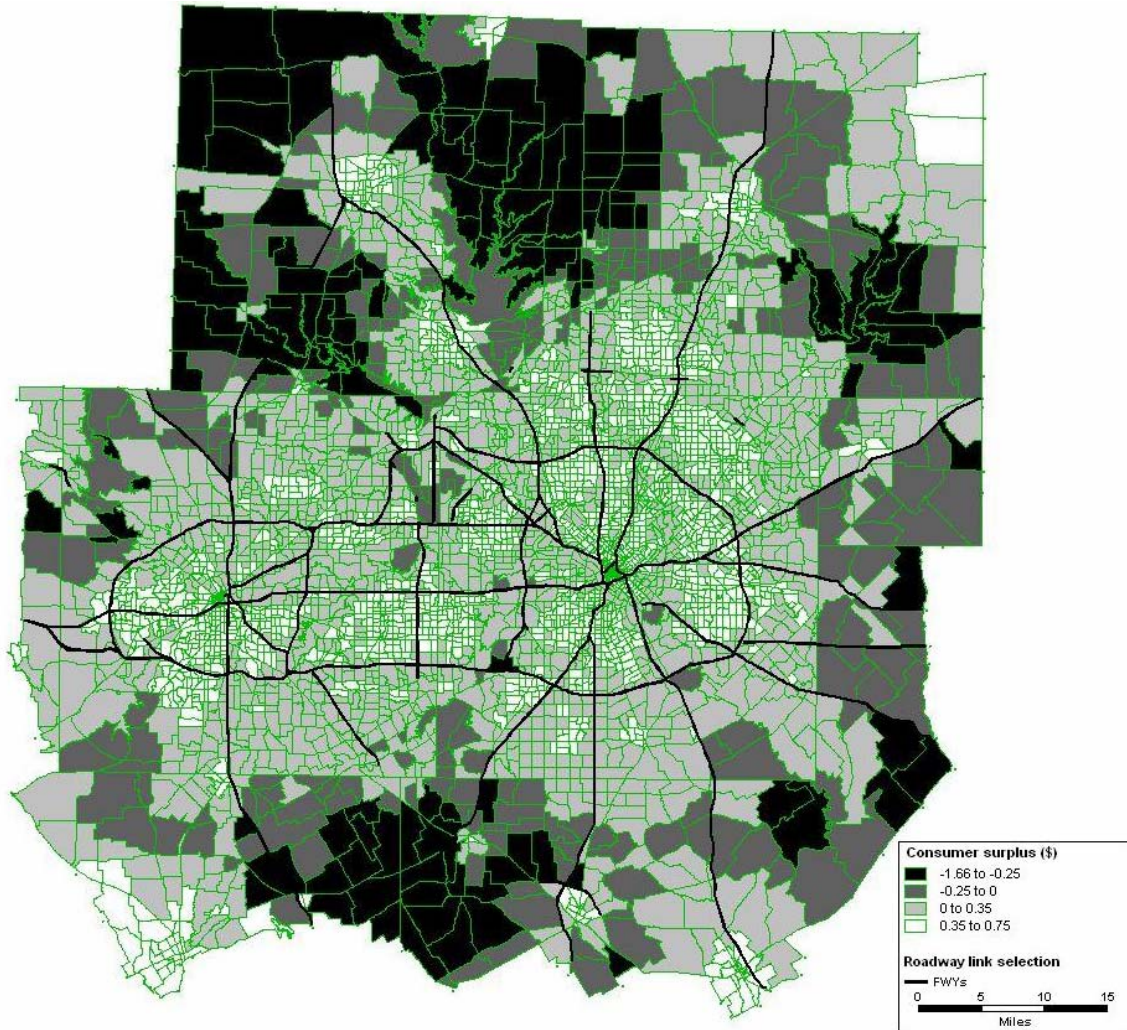 Consumer surplus ($)
-1.66 to -0.25
-0.25 to 0
0 to 0.35
0.35 to 0.75
Roadway link selection
FWYs
0 5 10 15
Miles